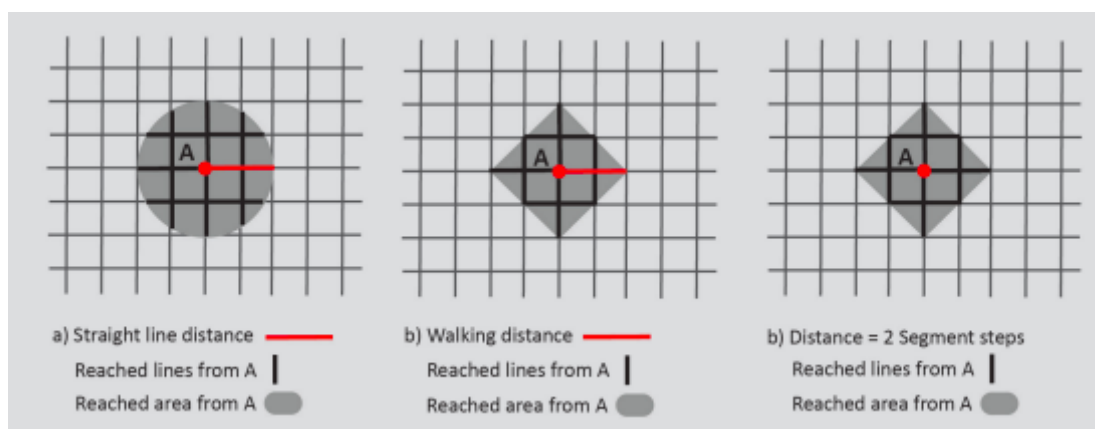 A
A
A
a) Straight line distance
Reached lines from A
Reached area from A
b) Walking distance
Reached lines from A
Reached area from A
b) Distance = 2 Segment steps
Reached lines from A
Reached area from A